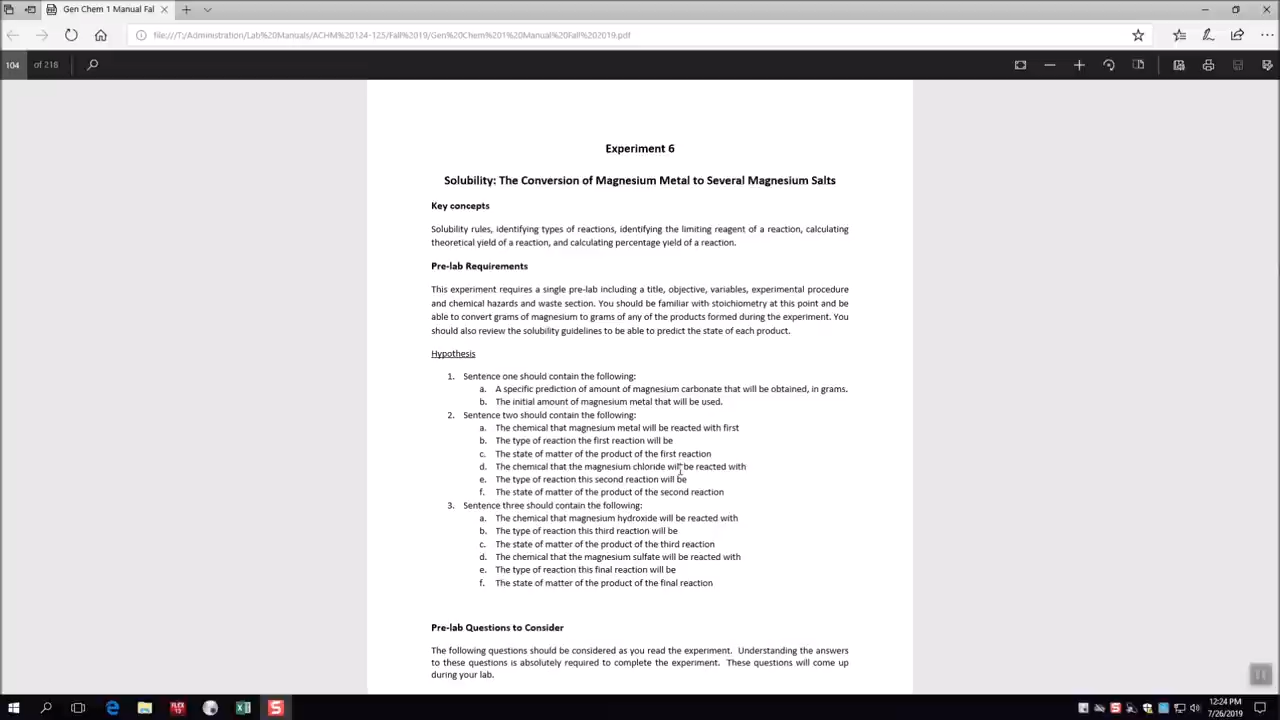 Gen Chem 1 Manual Fal
file:///T:/Administration/Lab%20Manuals/ACHM%20124-125/Fall%2019/Gen%20Chem%201%20Manual%20Fall%202019.pdf
104 of 218
Experiment 6
Solubility: The Conversion of Magnesium Metal to Several Magnesium Salts
Key concepts
Solubility rules, identifying types of reactions, identifying the limiting reagent of a reaction, calculating
theoretical yield of a reaction, and calculating percentage yield of a reaction.
Pre-lab Requirements
This experiment requires a single pre-lab including a title, objective, variables, experimental procedure
and chemical hazards and waste section. You should be familiar with stoichiometry at this point and be
able to convert grams of magnesium to grams of any of the products formed during the experiment. You
should also review the solubility guidelines to be able to predict the state of each product.
Hypothesis
1. Sentence one should contain the following:
a. A specific prediction of amount of magnesium carbonate that will be obtained, in grams.
b. The initial amount of magnesium metal that will be used.
2. Sentence two should contain the following:
a. The chemical that magnesium metal will be reacted with first
b. The type of reaction the first reaction will be
c. The state of matter of the product of the first reaction
d. The chemical that the magnesium chloride will be reacted with
e. The type of reaction this second reaction will be
f. The state of matter of the product of the second reaction
3. Sentence three should contain the following:
a. The chemical that magnesium hydroxide will be reacted with
b. The type of reaction this third reaction will be
c. The state of matter of the product of the third reaction
d. The chemical that the magnesium sulfate will be reacted with
e. The type of reaction this final reaction will be
f. The state of matter of the product of the final reaction
Pre-lab Questions to Consider
The following questions should be considered as you read the experiment. Understanding the answers
to these questions is absolutely required to complete the experiment. These questions will come up
during your lab.
12:24 PM
7/26/2019